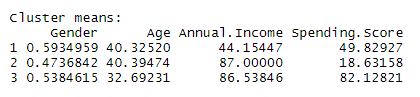 Cluster means:
Gender Age Annual.Income Spending.Score
1 0.5934959 40.32520 44.15447 49.82927
2 0.4736842 40.39474 87.00000 18.63158
3 0.5384615 32.69231 86.53846 82.12821